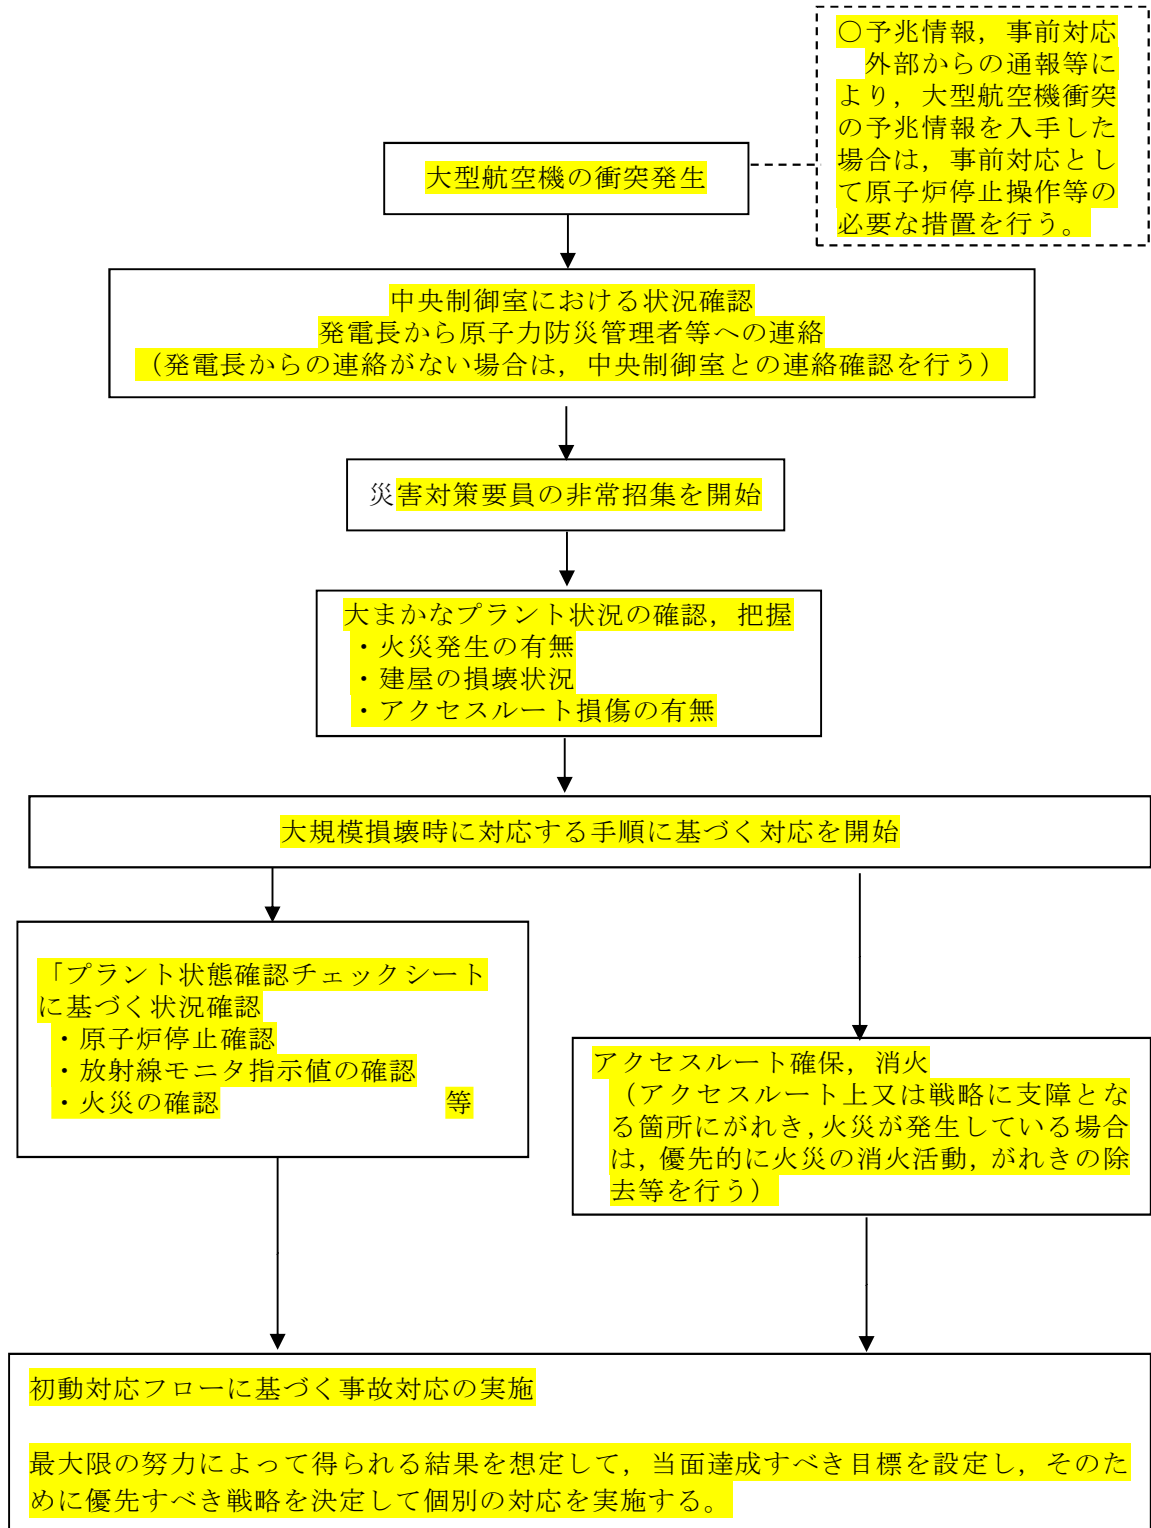 ○予兆情報，事前対応
外部からの通報等に
より，大型航空機衝突
の予兆情報を入手した
場合は，事前対応とし
て原子炉停止操作等の
必要な措置を行う。
大型航空機の衝突発生
中央制御室における状況確認
発電長から原子力防災管理者等への連絡
（発電長からの連絡がない場合は，中央制御室との連絡確認を行う）
災害対策要員の非常招集を開始
大まかなプラント状況の確認，把握
・火災発生の有無
・建屋の損壊状況
・アクセスルート損傷の有無
大規模損壊時に対応する手順に基づく対応を開始
「プラント状態確認チェックシート
に基づく状況確認
・原子炉停止確認
・放射線モニタ指示値の確認
・火災の確認　等
アクセスルート確保，消火
（アクセスルート上又は戦略に支障とな
る箇所にがれき，火災が発生している場合
は，優先的に火災の消火活動，がれきの除
去等を行う）
初動対応フローに基づく事故対応の実施
最大限の努力によって得られる結果を想定して，当面達成すべき目標を設定し，そのた
めに優先すべき戦略を決定して個別の対応を実施する。